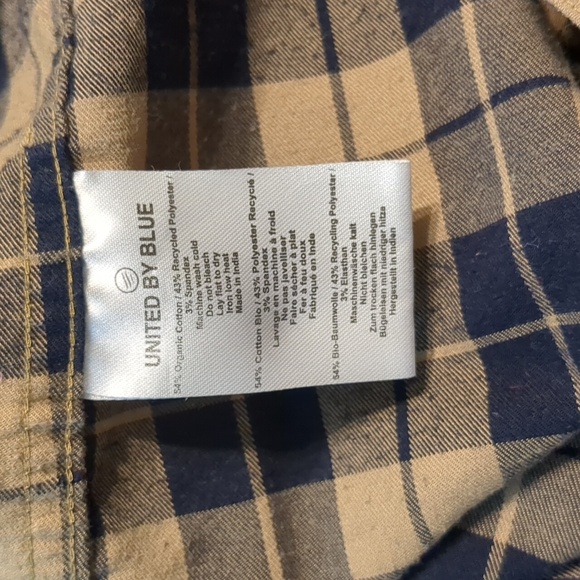 UNITED BY BLUE
54% Organic Cotton / 43% Recycled Polyester /
3% Spandex
Machine wash cold
Do not bleach
Lay flat to dry
Iron low heat
Made in India
54% Cotton Bio / 43% Polyester Recyclé /
3% Spandex
Lavage en machine à froid
Ne pas javelliser
Faire sécher à plat
Fer à feu doux
Fabriqué en Inde
54% Bio-Baumwolle / 43% Recycling Polyester /
3% Elasthan
Maschinenwäsche kalt
Nicht bleichen
Zum trocknen flach hinlegen
Bügeleisen mit niedriger hitze
Hergestellt in Indien